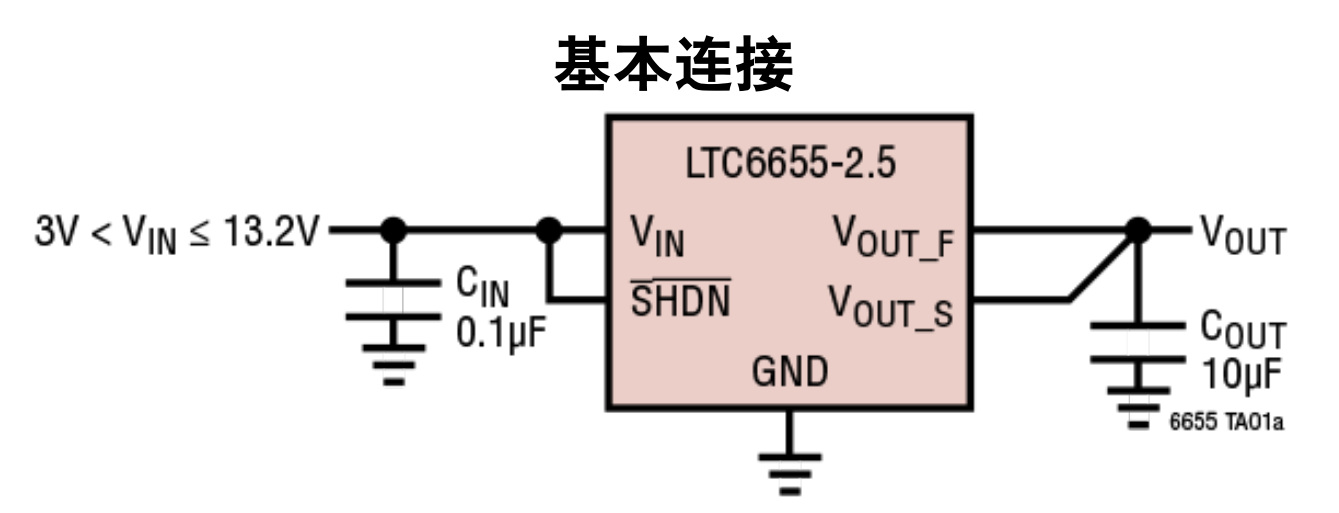 基本连接
LTC6655-2.5
3V < VIN ≤ 13.2V
VIN
VOUT_F
VOUT
CIN
0.1µF
SHDN
VOUT_S
COUT
10µF
GND
6655 TA01a